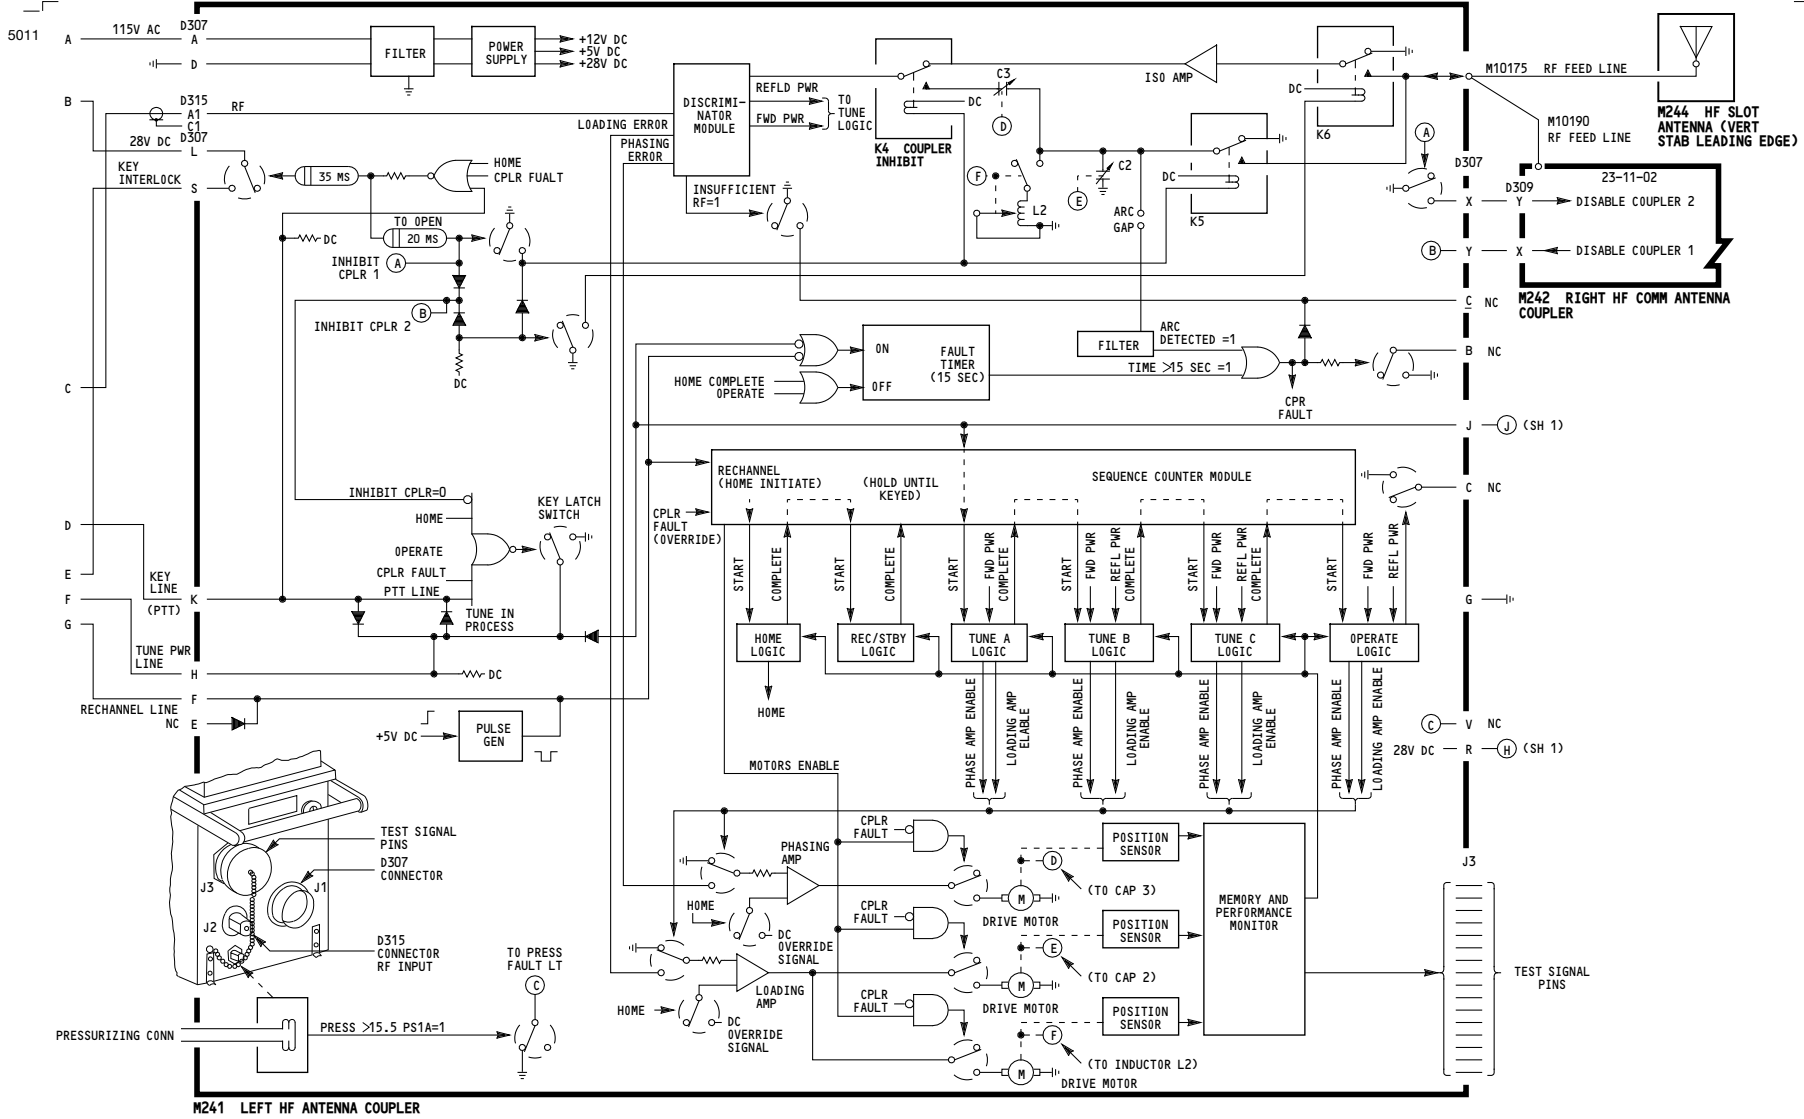 5011
A
115V AC
D307
A
D
FILTER
POWER
SUPPLY
+12V DC
+5V DC
+28V DC
B
D315
A1
C1
D307
RF
28V DC
L
KEY
INTERLOCK
S
35 MS
HOME
CPLR FUALT
TO OPEN
20 MS
DC
INHIBIT
CPLR 1
A
B
INHIBIT CPLR 2
DC
LOADING ERROR
PHASING
ERROR
DISCRIMI-
NATOR
MODULE
REFLD PWR
FWD PWR
TO
TUNE
LOGIC
INSUFFICIENT
RF=1
K4 COUPLER
INHIBIT
DC
C3
D
ISO AMP
F
L2
E
C2
ARC
GAP
DC
K5
DC
K6
M10175 RF FEED LINE
M10190
RF FEED LINE
M244 HF SLOT
ANTENNA (VERT
STAB LEADING EDGE)
A
D307
X
D309
Y
23-11-02
DISABLE COUPLER 2
B
Y
X
DISABLE COUPLER 1
M242 RIGHT HF COMM ANTENNA
COUPLER
C NC
B NC
J
J
(SH 1)
C NC
G
C
V NC
28V DC
R
H
(SH 1)
C
ON
OFF
FAULT
TIMER
(15 SEC)
HOME COMPLETE
OPERATE
FILTER
ARC
DETECTED =1
TIME >15 SEC =1
CPR
FAULT
RECHANNEL
(HOME INITIATE)
(HOLD UNTIL
KEYED)
SEQUENCE COUNTER MODULE
CPLR
FAULT
(OVERRIDE)
INHIBIT CPLR=0
HOME
OPERATE
CPLR FAULT
PTT LINE
KEY LATCH
SWITCH
TUNE IN
PROCESS
D
E
F
G
KEY
LINE
(PTT)
K
TUNE PWR
LINE
H
DC
RECHANNEL LINE
F
NC E
+5V DC
PULSE
GEN
START
COMPLETE
START
COMPLETE
START
FWD PWR
COMPLETE
START
FWD PWR
REFL PWR
COMPLETE
START
FWD PWR
REFL PWR
COMPLETE
START
FWD PWR
REFL PWR
HOME
LOGIC
REC/STBY
LOGIC
TUNE A
LOGIC
TUNE B
LOGIC
TUNE C
LOGIC
OPERATE
LOGIC
HOME
PHASE AMP ENABLE
LOADING AMP
ELABLE
PHASE AMP ENABLE
LOADING AMP
ENABLE
PHASE AMP ENABLE
LOADING AMP
ENABLE
PHASE AMP ENABLE
LOADING AMP ENABLE
MOTORS ENABLE
TEST SIGNAL
PINS
D307
CONNECTOR
J3
J1
J2
D315
CONNECTOR
RF INPUT
PRESSURIZING CONN
PRESS >15.5 PS1A=1
TO PRESS
FAULT LT
C
PHASING
AMP
HOME
DC
OVERRIDE
SIGNAL
LOADING
AMP
HOME
DC
OVERRIDE
SIGNAL
CPLR
FAULT
M
DRIVE MOTOR
D
(TO CAP 3)
POSITION
SENSOR
CPLR
FAULT
M
DRIVE MOTOR
E
(TO CAP 2)
POSITION
SENSOR
CPLR
FAULT
M
DRIVE MOTOR
F
(TO INDUCTOR L2)
POSITION
SENSOR
MEMORY AND
PERFORMANCE
MONITOR
J3
TEST SIGNAL
PINS
M241 LEFT HF ANTENNA COUPLER